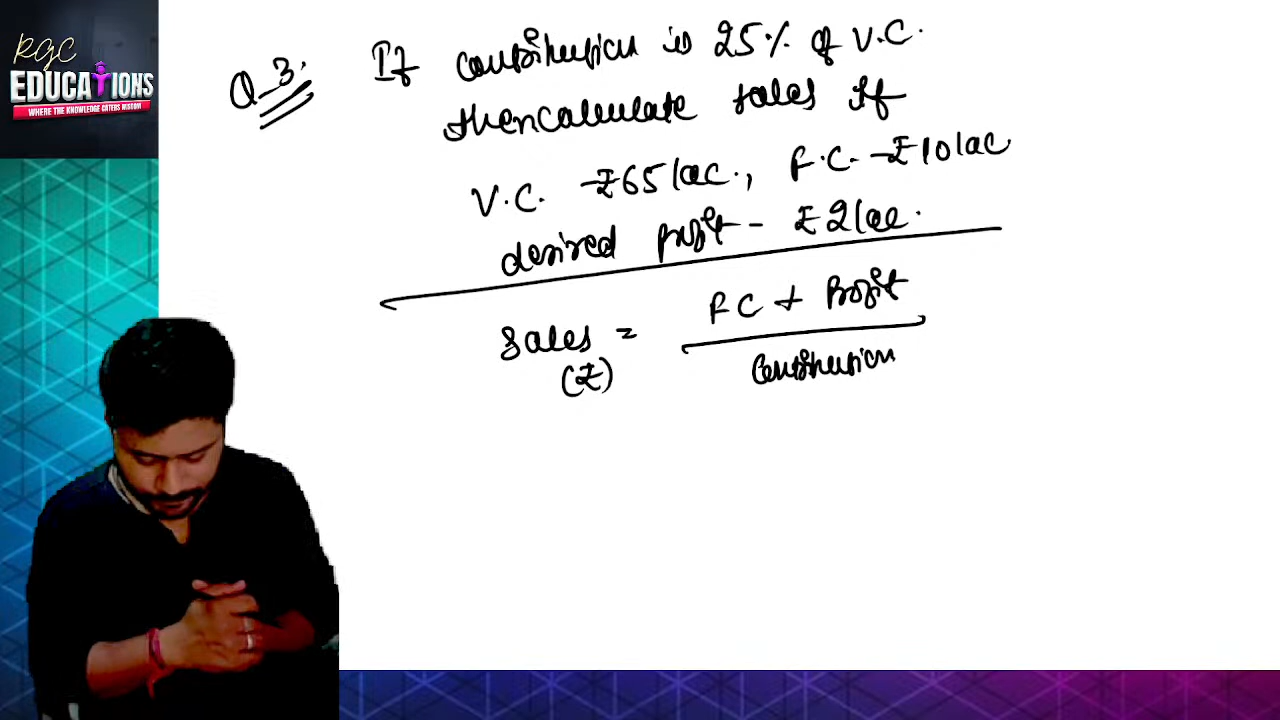 RGC
EDUCATIONS
WHERE THE KNOWLEDGE CATERS WISDOM
Q-3. If contribution is 25% of V.C.
then calculate sales if
V.C. - ₹65 lac., F.C. - ₹10 lac
desired profit - ₹2 lac.
Sales = FC + Profit
(₹) Contribution